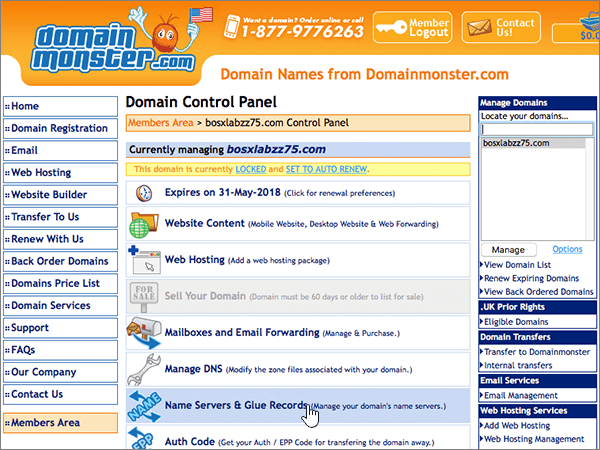 domain
monster.com
Want a domain? Order online or call
1-877-9776263
Member
Logout
Contact
Us!
Domain Names from Domainmonster.com
Home
Domain Registration
Email
Web Hosting
Website Builder
Transfer To Us
Renew With Us
Back Order Domains
Domains Price List
Domain Services
Support
FAQs
Our Company
Contact Us
Members Area
Domain Control Panel
Members Area > bosxlabzz75.com Control Panel
Currently managing bosxlabzz75.com
This domain is currently LOCKED and SET TO AUTO RENEW.
Expires on 31-May-2018 (Click for renewal preferences)
Website Content (Mobile Website, Desktop Website & Web Forwarding)
Web Hosting (Add a web hosting package)
FOR SALE
Sell Your Domain (Domain must be 60 days or older to list for sale)
Mailboxes and Email Forwarding (Manage & Purchase.)
Manage DNS (Modify the zone files associated with your domain.)
NAME
Name Servers & Glue Records (Manage your domain's name servers.)
EPP
Auth Code (Get your Auth / EPP Code for transfering the domain away.)
Manage Domains
Locate your domains...
bosxlabzz75.com
Manage
Options
View Domain List
Renew Expiring Domains
View Back Ordered Domains
.UK Prior Rights
Eligible Domains
Domain Transfers
Transfer to Domainmonster
Internal transfers
Email Services
Email Management
Web Hosting Services
Add Web Hosting
Web Hosting Management